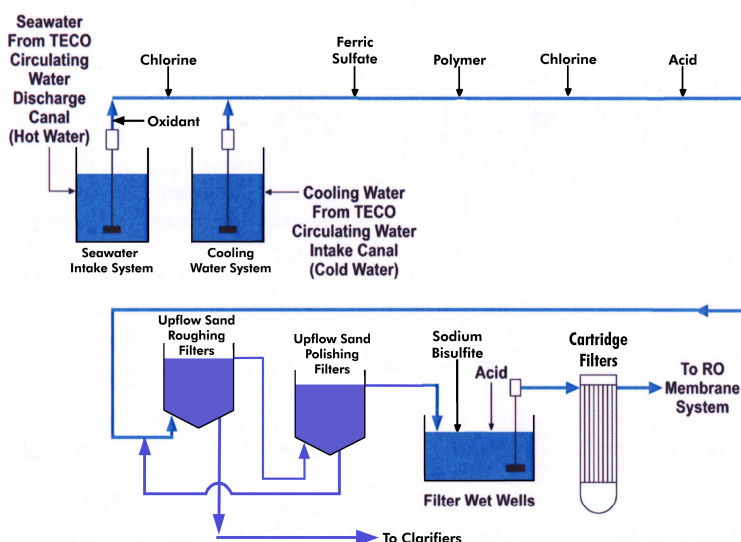 Seawater
From TECO
Circulating
Water
Discharge
Canal
(Hot Water)
Chlorine
Ferric
Sulfate
Polymer
Chlorine
Acid
Oxidant
Seawater
Intake System
Cooling
Water System
Cooling Water
From TECO
Circulating Water
Intake Canal
(Cold Water)
Upflow Sand
Roughing
Filters
Upflow Sand
Polishing
Filters
Sodium
Bisulfite
Acid
Cartridge
Filters
To RO
Membrane
System
Filter Wet Wells
To Clarifiers